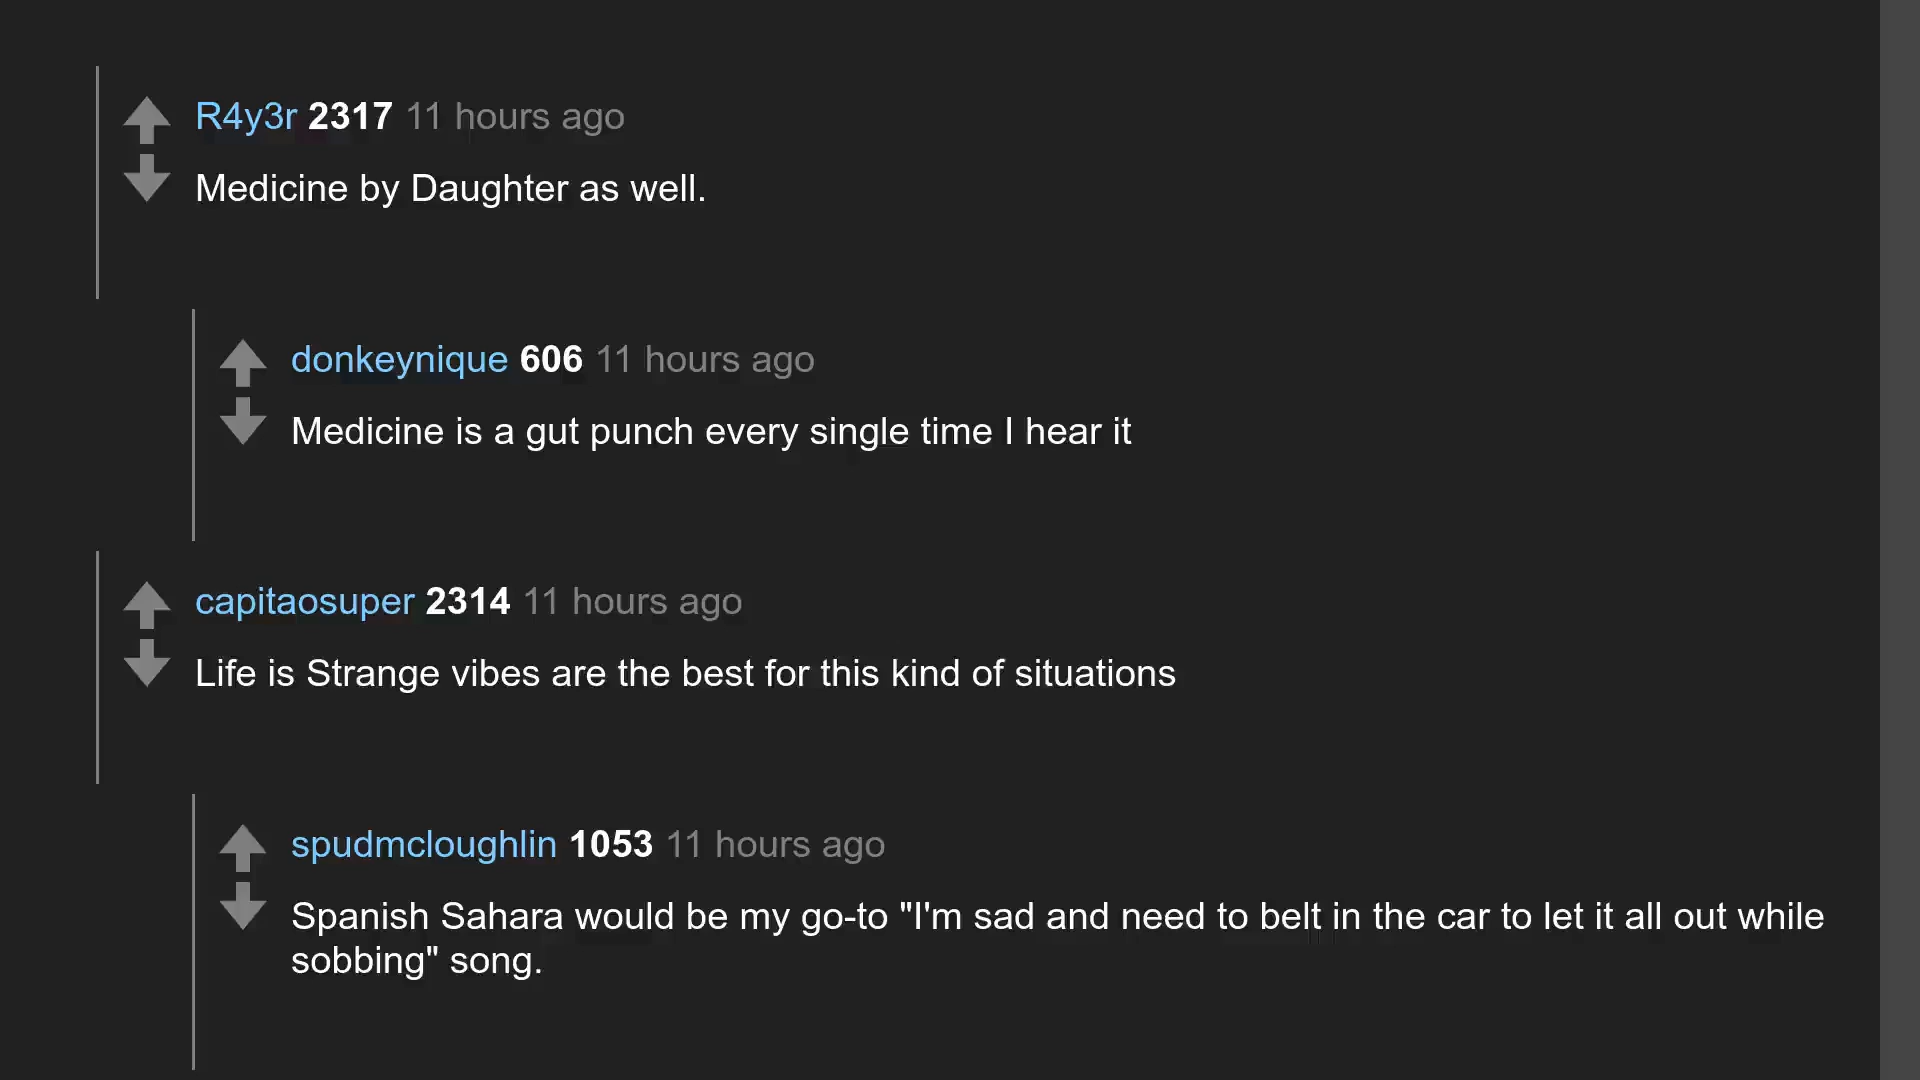 R4y3r 2317 11 hours ago
Medicine by Daughter as well.
donkeynique 606 11 hours ago
Medicine is a gut punch every single time I hear it
capitaosuper 2314 11 hours ago
Life is Strange vibes are the best for this kind of situations
spudmcloughlin 1053 11 hours ago
Spanish Sahara would be my go-to "I'm sad and need to belt in the car to let it all out while
sobbing" song.